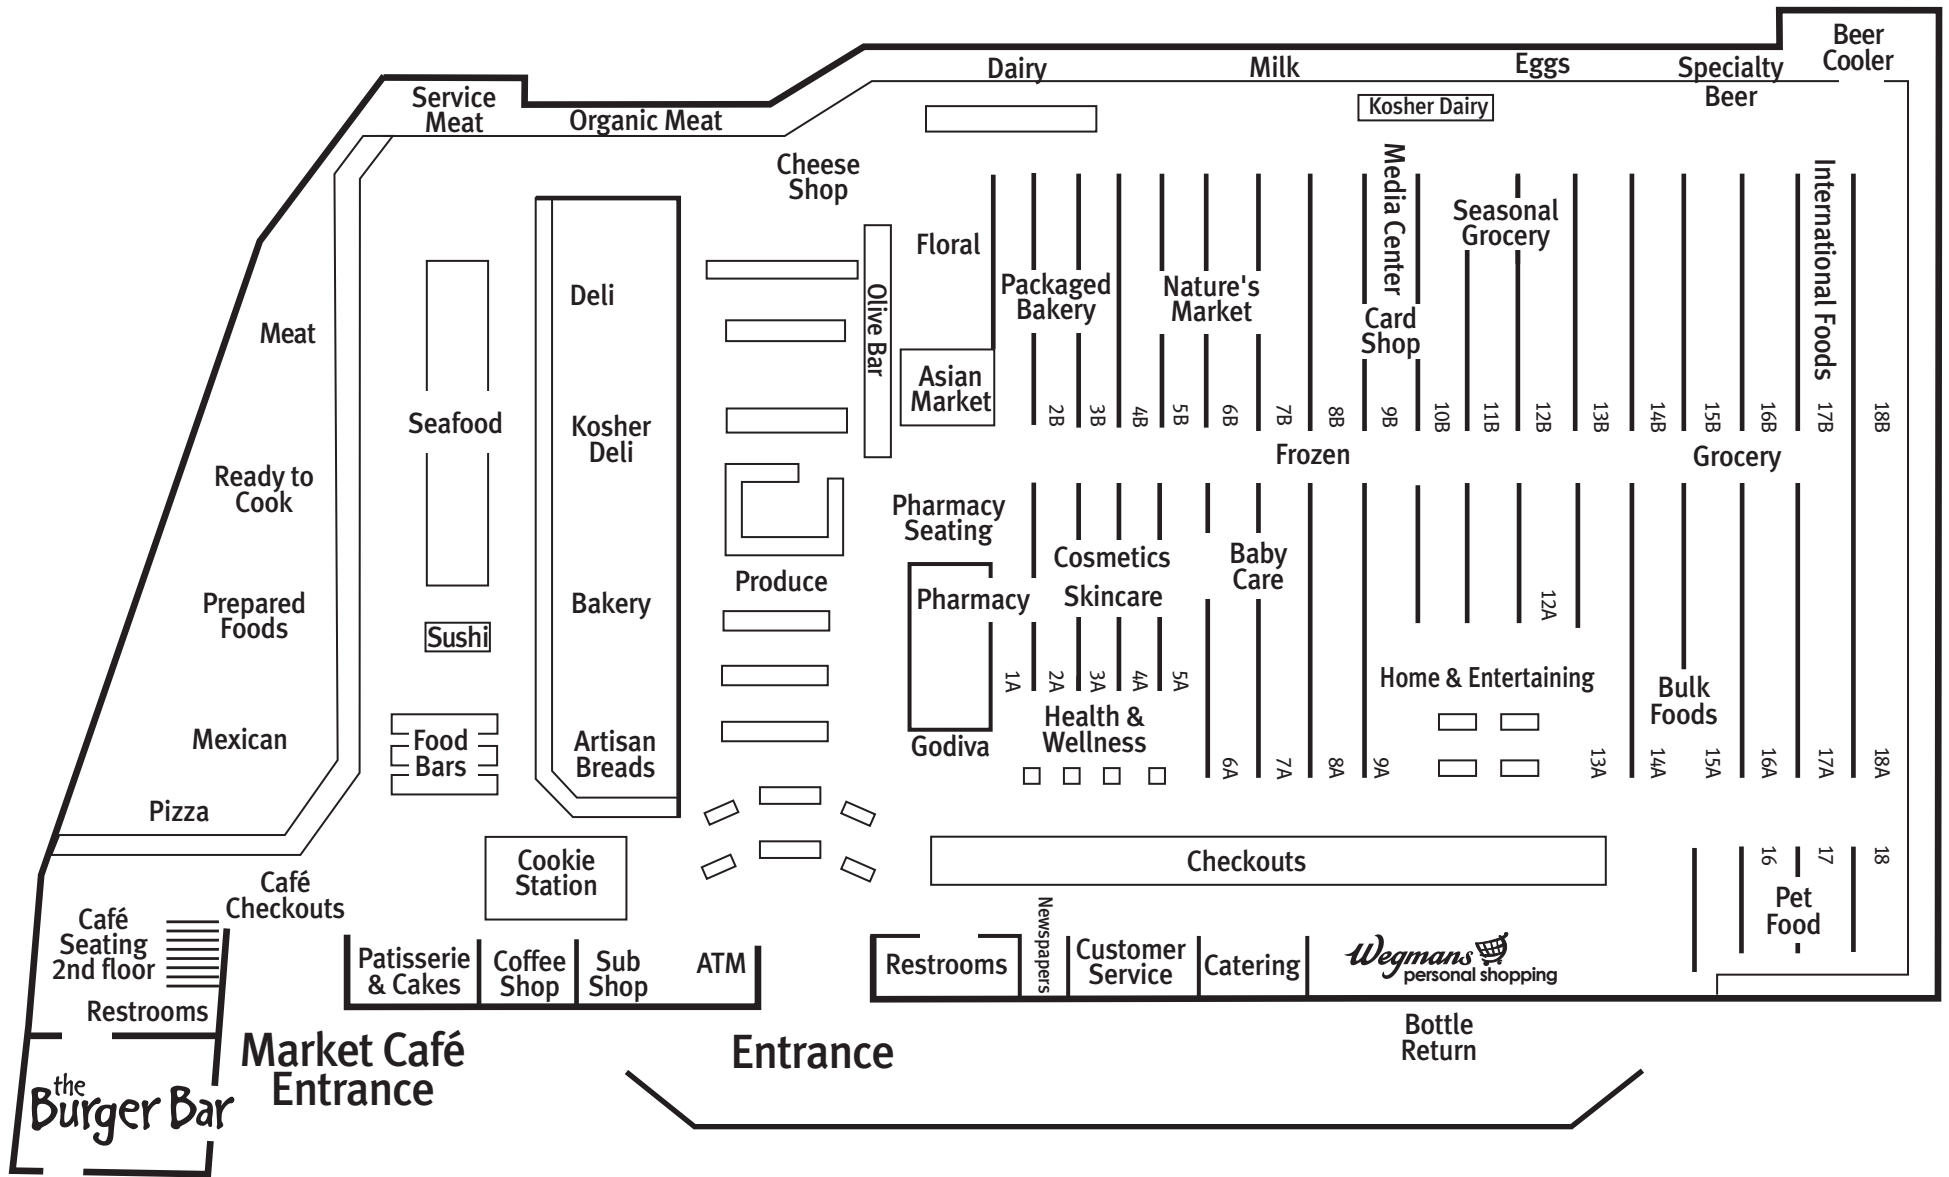 Beer
Cooler
Dairy
Milk
Eggs
Specialty
Beer
Service
Meat
Organic Meat
Kosher Dairy
Cheese
Shop
Media Center
International Foods
Floral
Seasonal
Grocery
Packaged
Bakery
Nature's
Market
Deli
Olive Bar
Card
Shop
Meat
Asian
Market
Seafood
Kosher
Deli
2B
3B
4B
5B
6B
7B
8B
9B
10B
11B
12B
13B
14B
15B
16B
17B
18B
Frozen
Grocery
Ready to
Cook
Pharmacy
Seating
Cosmetics
Baby
Care
Produce
Prepared
Foods
Bakery
Pharmacy
Skincare
12A
Sushi
1A
2A
3A
4A
5A
Home & Entertaining
Bulk
Foods
Mexican
Food
Bars
Artisan
Breads
Godiva
Health &
Wellness
6A
7A
8A
9A
13A
14A
15A
16A
17A
18A
Pizza
Cookie
Station
Checkouts
16
17
18
Café
Checkouts
Pet
Food
Café
Seating
2nd floor
Restrooms
Patisserie
& Cakes
Coffee
Shop
Sub
Shop
ATM
Restrooms
Newspapers
Customer
Service
Catering
Wegmans
personal shopping
Market Café
Entrance
Entrance
Bottle
Return
the
Burger Bar